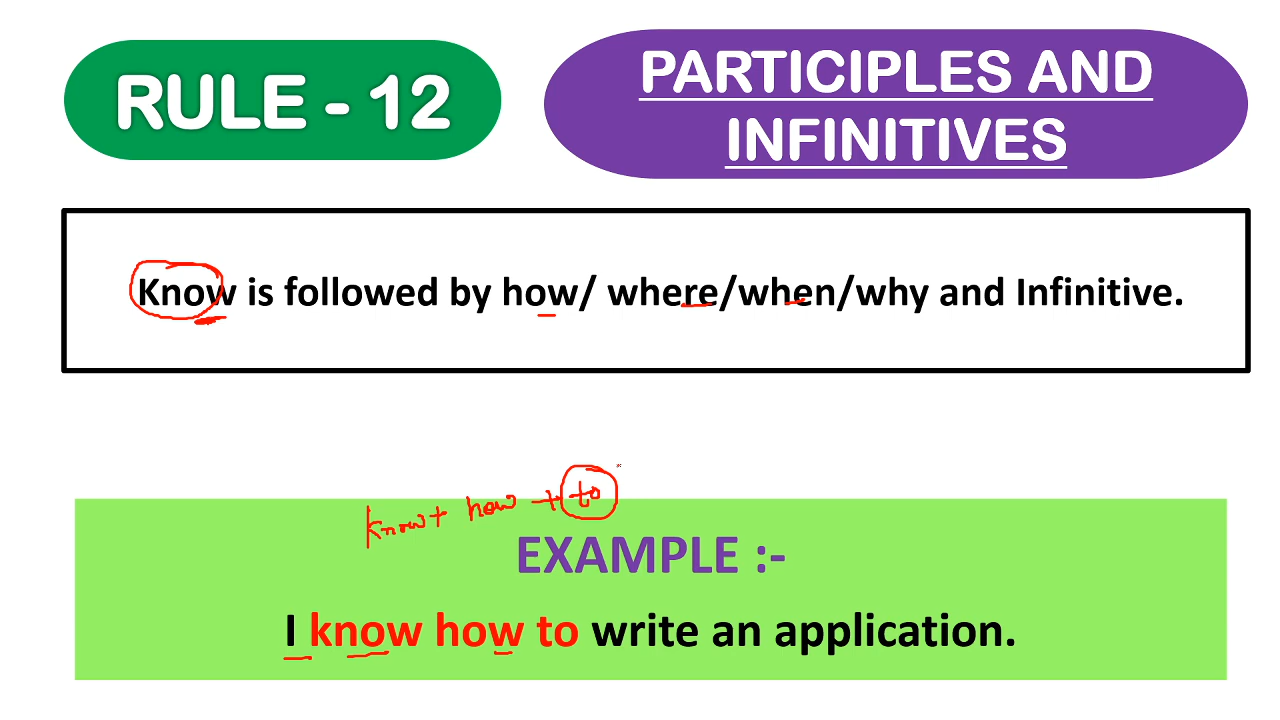 RULE - 12
PARTICIPLES AND
INFINITIVES
Know is followed by how/ where/when/why and Infinitive.
know + how + to
EXAMPLE :-
I know how to write an application.